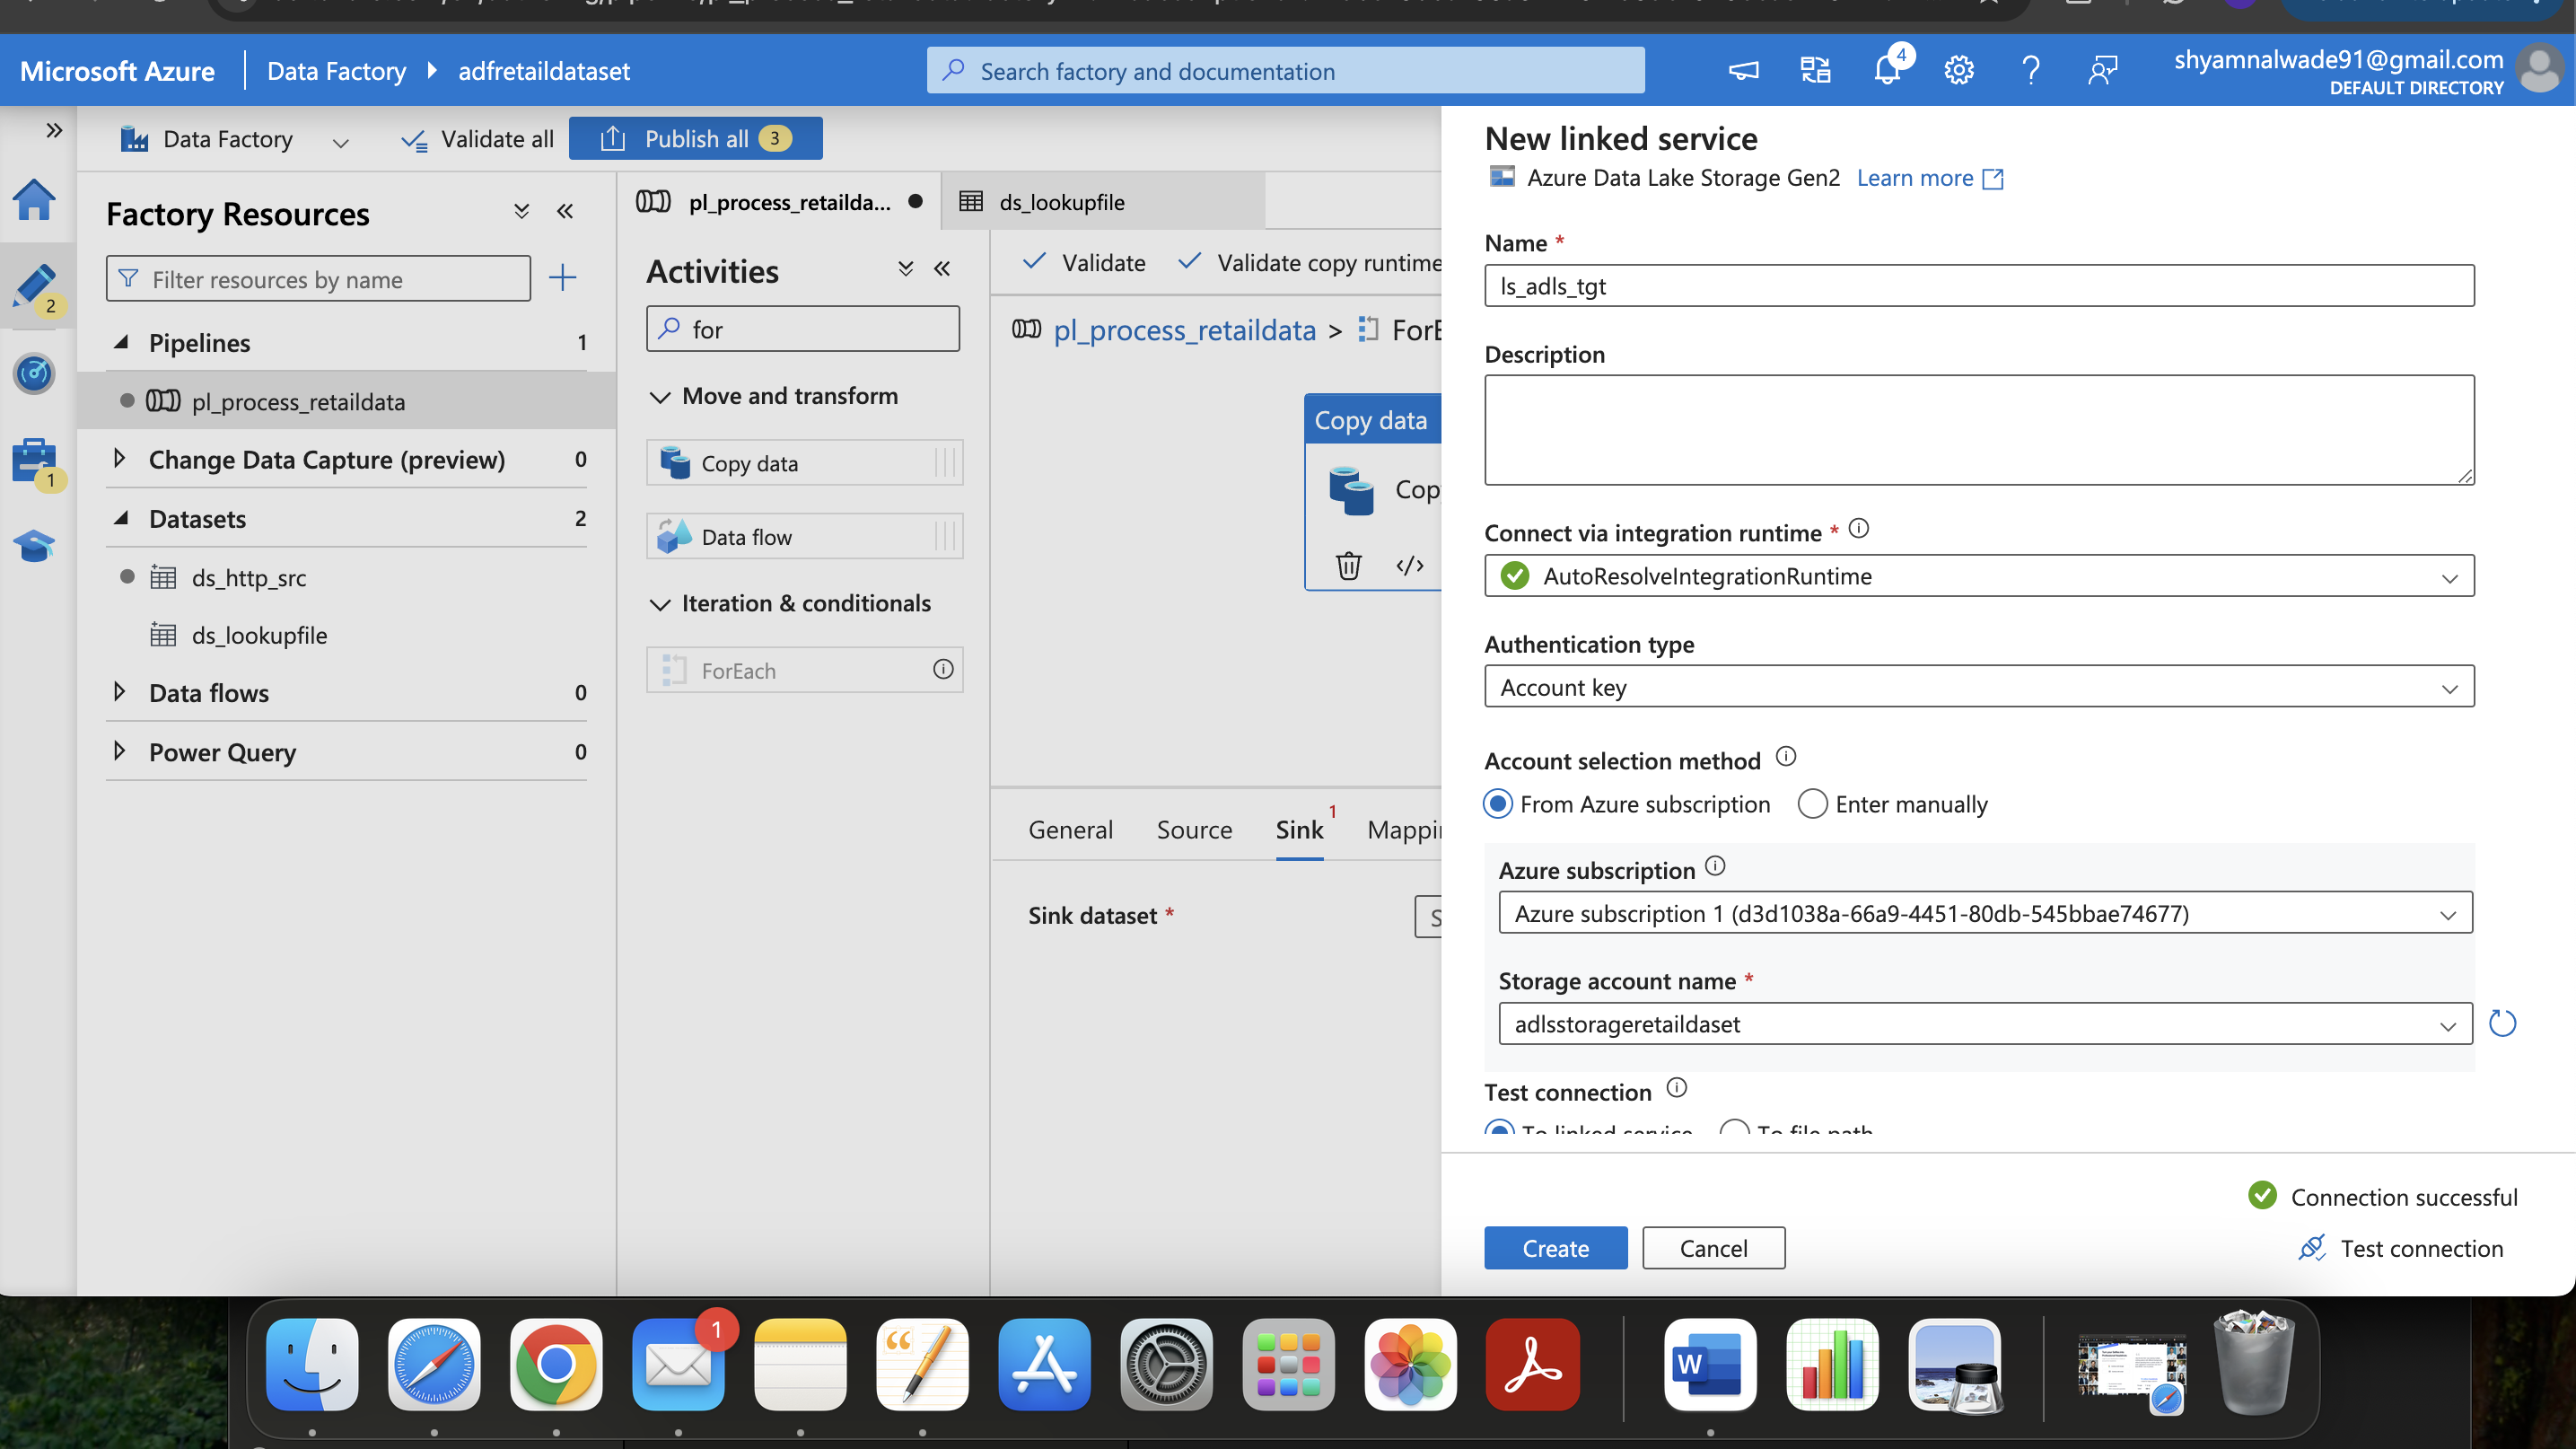 Microsoft Azure
Data Factory
adfretaildataset
Search factory and documentation
4
shyamnalwade91@gmail.com
DEFAULT DIRECTORY
Data Factory
Validate all
Publish all
3
Factory Resources
Filter resources by name
2
Pipelines
1
pl_process_retaildata
Change Data Capture (preview)
0
1
Datasets
2
ds_http_src
ds_lookupfile
Data flows
0
Power Query
0
pl_process_retailda...
ds_lookupfile
Activities
for
Move and transform
Copy data
Data flow
Iteration & conditionals
ForEach
Validate
Validate copy runtime
pl_process_retaildata > ForE
Copy data
Cop
General
Source
Sink
1
Mappi
Sink dataset *
S
New linked service
Azure Data Lake Storage Gen2
Learn more
Name *
ls_adls_tgt
Description
Connect via integration runtime *
AutoResolveIntegrationRuntime
Authentication type
Account key
Account selection method
From Azure subscription
Enter manually
Azure subscription
Azure subscription 1 (d3d1038a-66a9-4451-80db-545bbae74677)
Storage account name *
adlsstorageretaildaset
Test connection
To linked service
To file path
Connection successful
Create
Cancel
Test connection
1
W